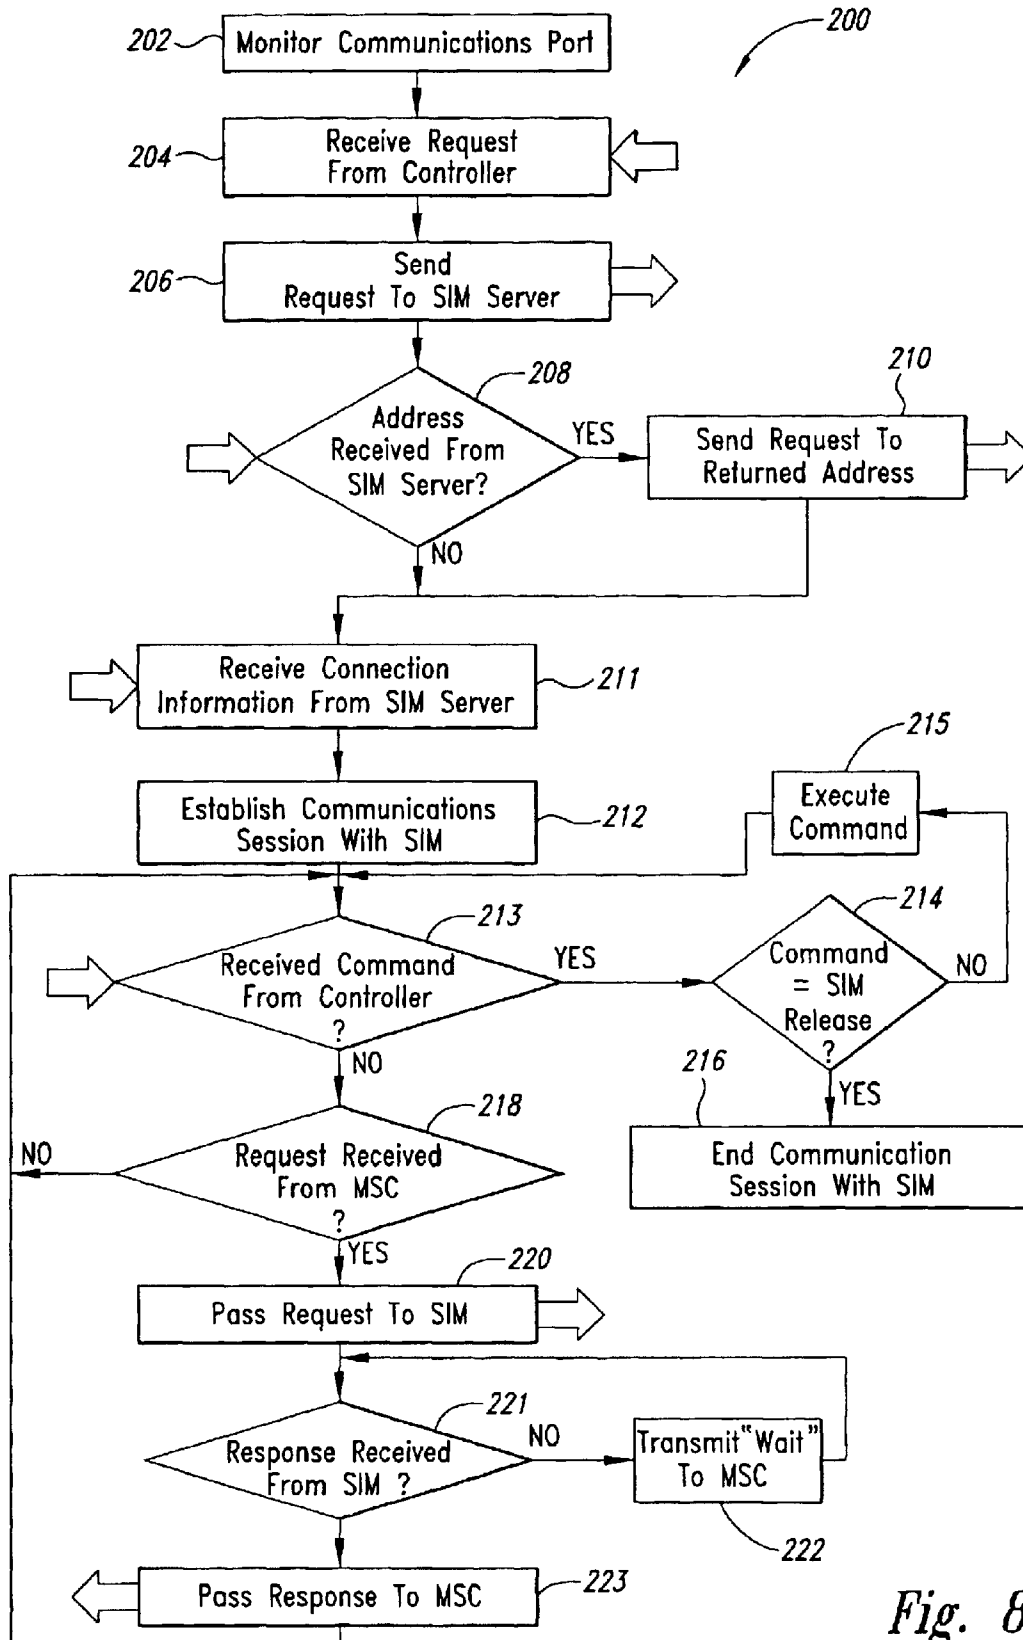 200
202
Monitor Communications Port
204
Receive Request
From Controller
206
Send
Request To SIM Server
208
Address
Received From
SIM Server?
YES
NO
210
Send Request To
Returned Address
Receive Connection
Information From SIM Server
211
Establish Communications
Session With SIM
212
215
Execute
Command
213
Received Command
From Controller
?
YES
NO
214
Command
= SIM
Release
?
NO
YES
216
End Communication
Session With SIM
218
Request Received
From MSC
?
NO
YES
220
Pass Request To SIM
221
Response Received
From SIM ?
NO
Transmit "Wait"
To MSC
222
Pass Response To MSC
223
Fig. 8